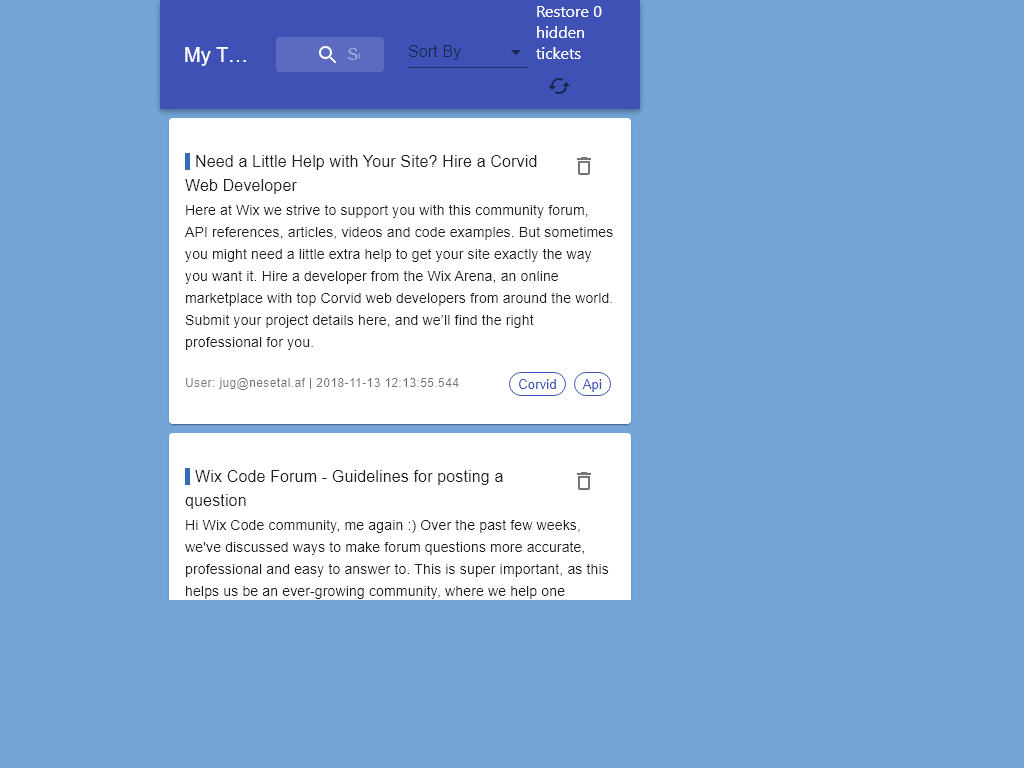 My T…
Sort By
Restore 0
hidden
tickets
Need a Little Help with Your Site? Hire a Corvid
Web Developer
Here at Wix we strive to support you with this community forum,
API references, articles, videos and code examples. But sometimes
you might need a little extra help to get your site exactly the way
you want it. Hire a developer from the Wix Arena, an online
marketplace with top Corvid web developers from around the world.
Submit your project details here, and we’ll find the right
professional for you.
User: jug@nesetal.af | 2018-11-13 12:13:55.544
Corvid
Api
Wix Code Forum - Guidelines for posting a
question
Hi Wix Code community, me again :) Over the past few weeks,
we've discussed ways to make forum questions more accurate,
professional and easy to answer to. This is super important, as this
helps us be an ever-growing community, where we help one